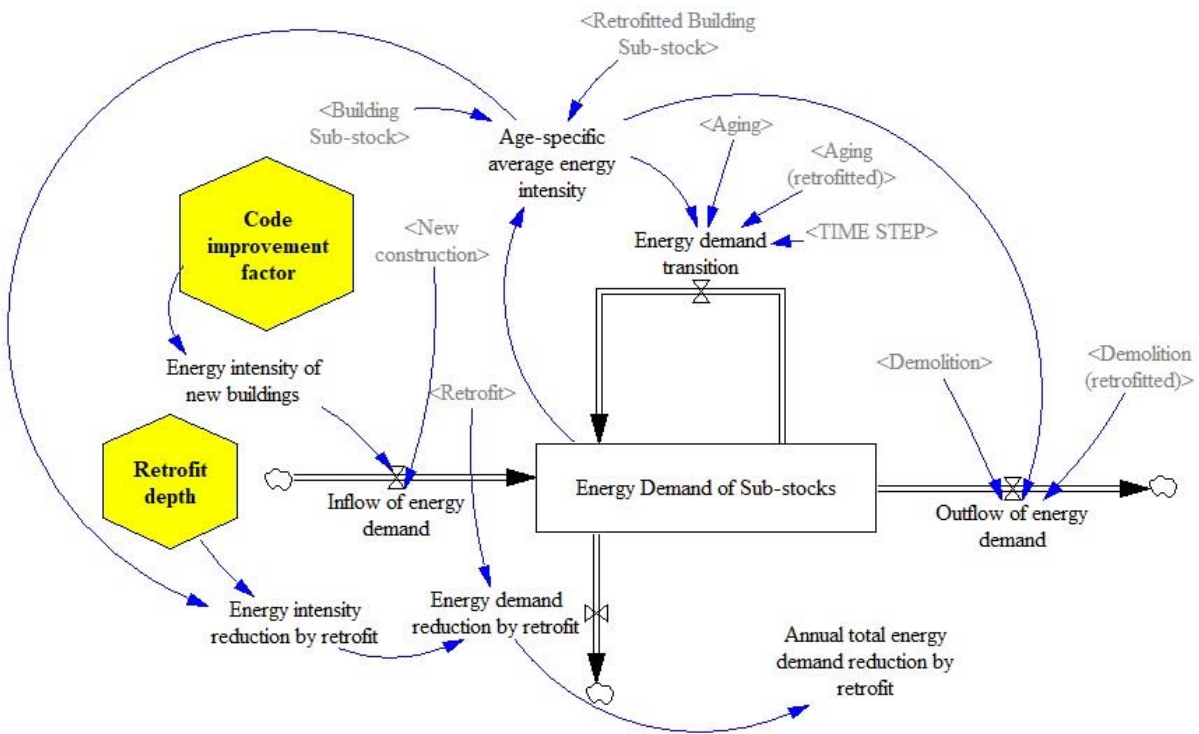 <Retrofitted Building
Sub-stock>
<Building
Sub-stock>
Age-specific
average energy
intensity
<Aging>
<Aging
(retrofitted)>
<TIME STEP>
Energy demand
transition
Code
improvement
factor
<New
construction>
Energy intensity of
new buildings
<Retrofit>
<Demolition>
<Demolition
(retrofitted)>
Retrofit
depth
Inflow of energy
demand
Energy Demand of Sub-stocks
Outflow of energy
demand
Energy intensity
reduction by retrofit
Energy demand
reduction by retrofit
Annual total energy
demand reduction by
retrofit